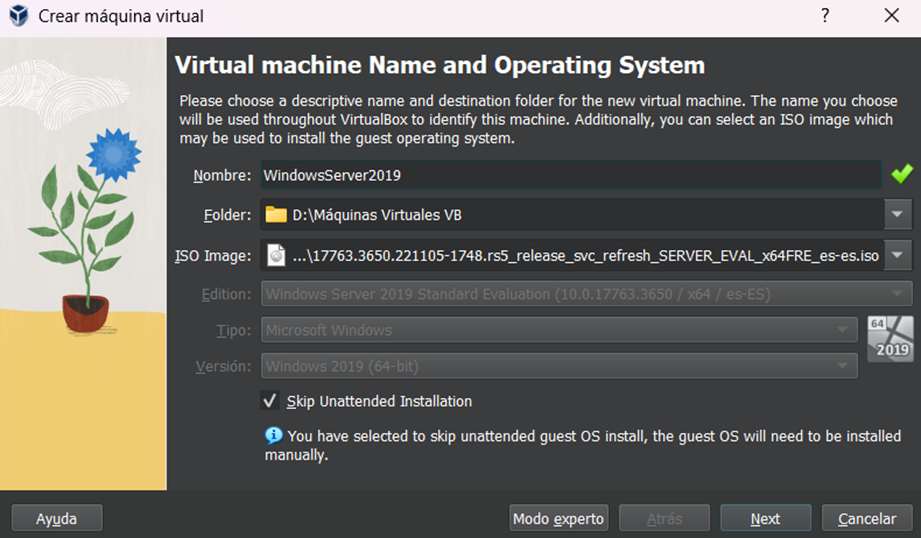 Crear máquina virtual ?
Virtual machine Name and Operating System
Please choose a descriptive name and destination folder for the new virtual machine. The name you choose
will be used throughout VirtualBox to identify this machine. Additionally, you can select an ISO image which
may be used to install the guest operating system.
Nombre: WindowsServer2019
Folder: D:\Máquinas Virtuales VB
ISO Image: ...\17763.3650.221105-1748.rs5_release_svc_refresh_SERVER_EVAL_x64FRE_es-es.iso
Edition: Windows Server 2019 Standard Evaluation (10.0.17763.3650 / x64 / es-ES)
Tipo: Microsoft Windows
64
2019
Versión: Windows 2019 (64-bit)
Skip Unattended Installation
You have selected to skip unattended guest OS install, the guest OS will need to be installed
manually.
Ayuda Modo experto Atrás Next Cancelar